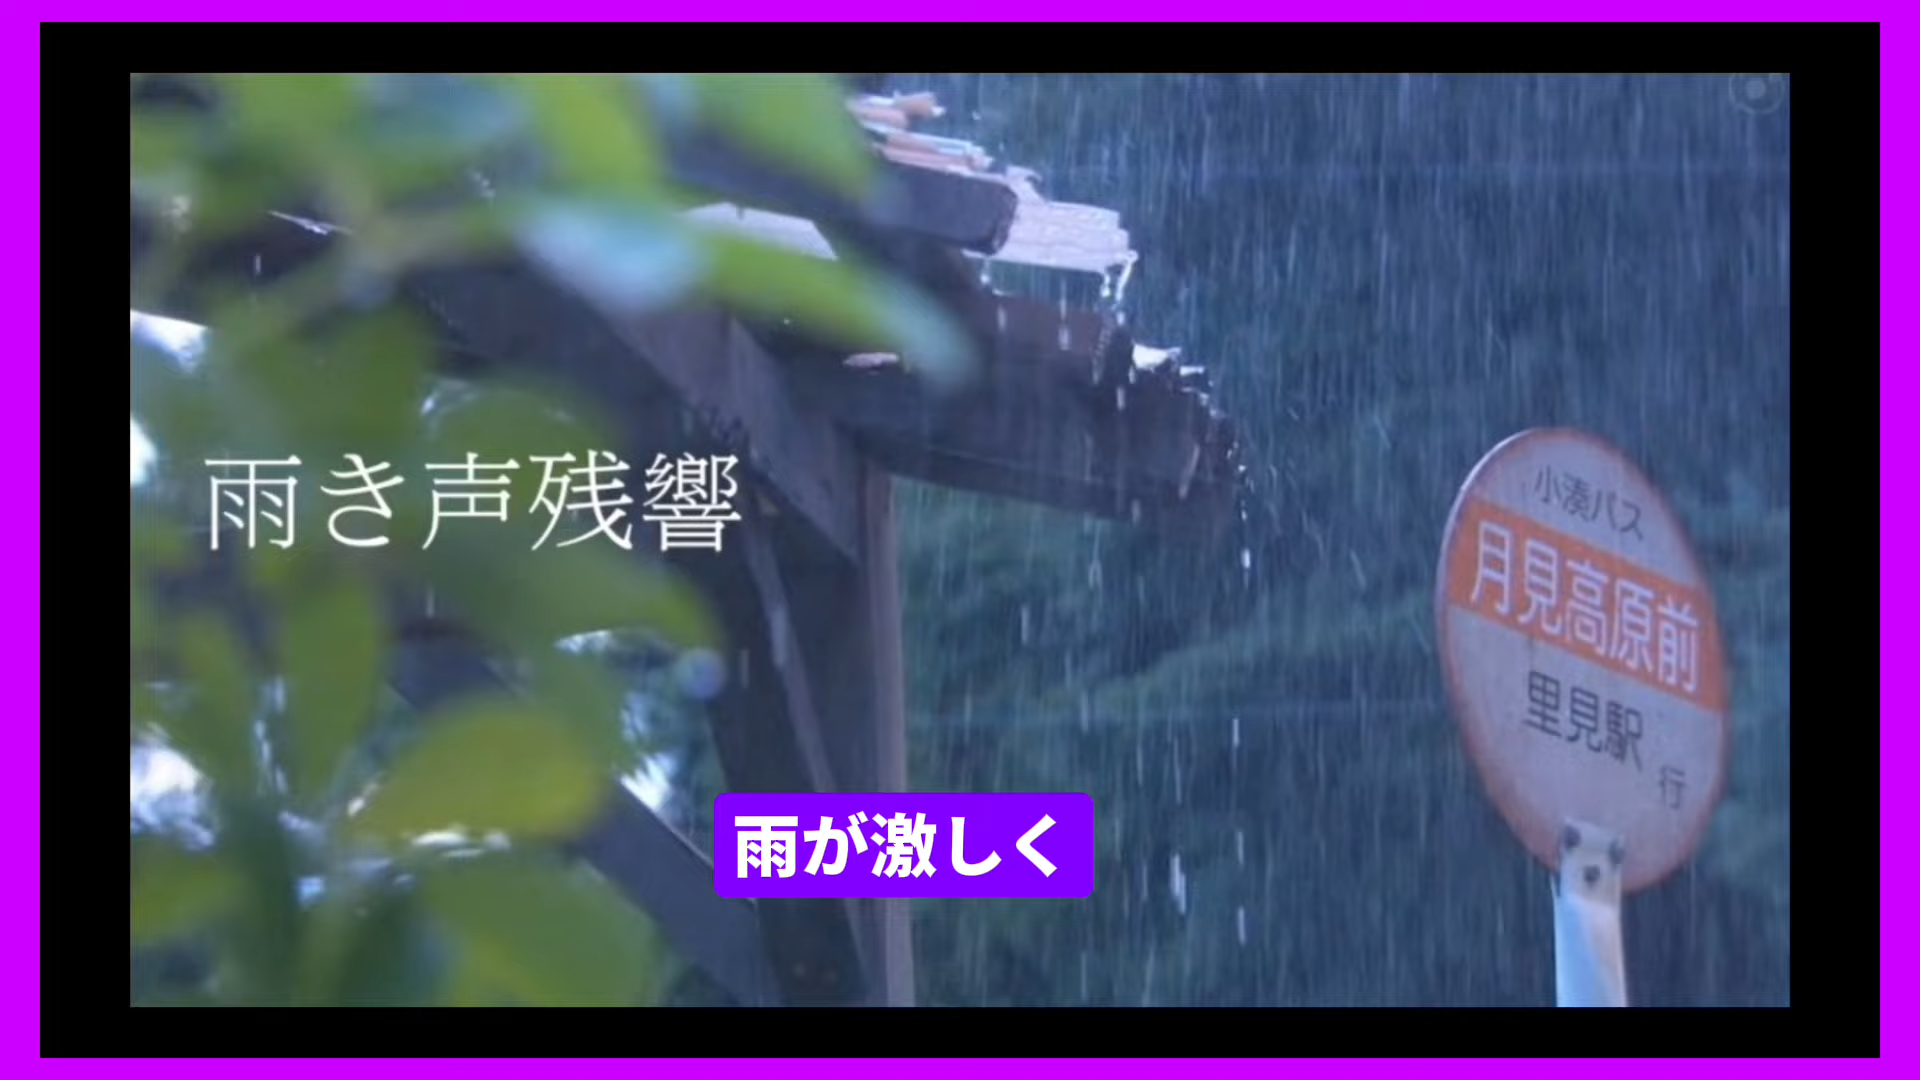 雨き声残響
小湊バス
月見高原前
里見駅
行
雨が激しく